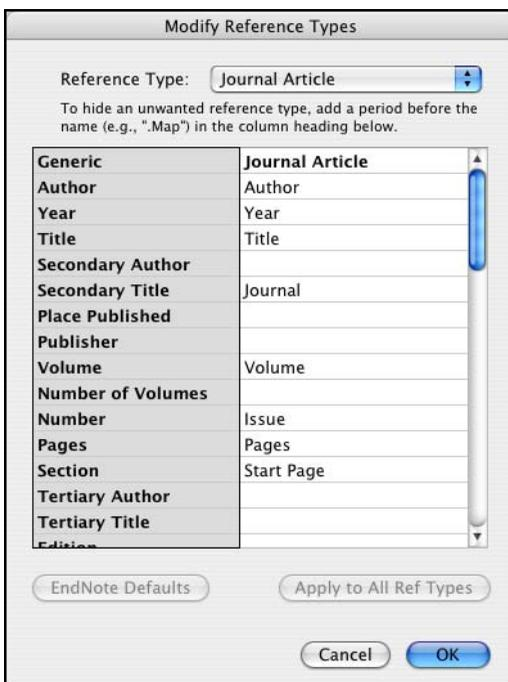 Modify Reference Types
Reference Type: Journal Article
To hide an unwanted reference type, add a period before the
name (e.g., ".Map") in the column heading below.
Generic Journal Article
Author Author
Year Year
Title Title
Secondary Author
Secondary Title Journal
Place Published
Publisher
Volume Volume
Number of Volumes
Number Issue
Pages Pages
Section Start Page
Tertiary Author
Tertiary Title
Edition
EndNote Defaults Apply to All Ref Types
Cancel OK